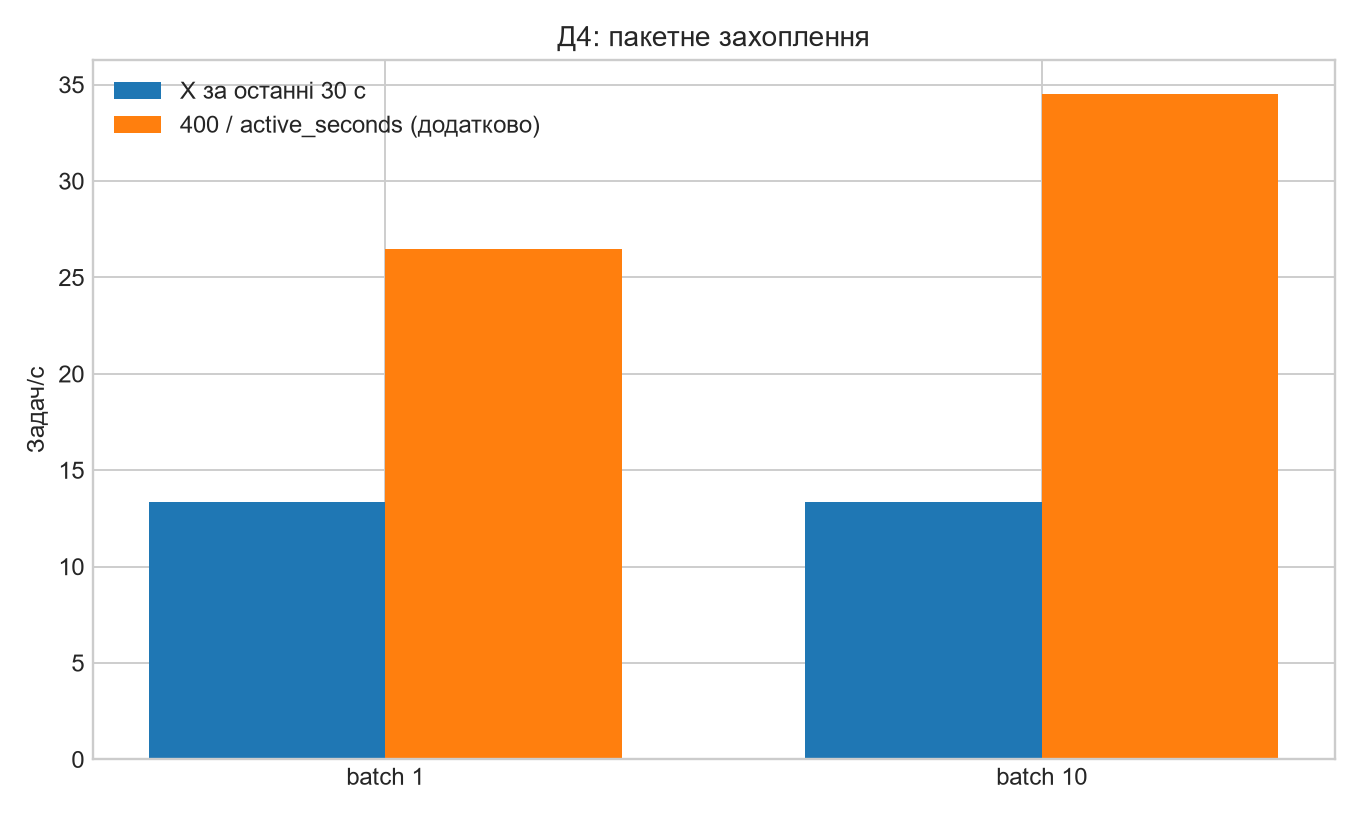 Д4: пакетне захоплення
X за останні 30 с
400 / active_seconds (додатково)
Задач/с
35
30
25
20
15
10
5
0
batch 1
batch 10